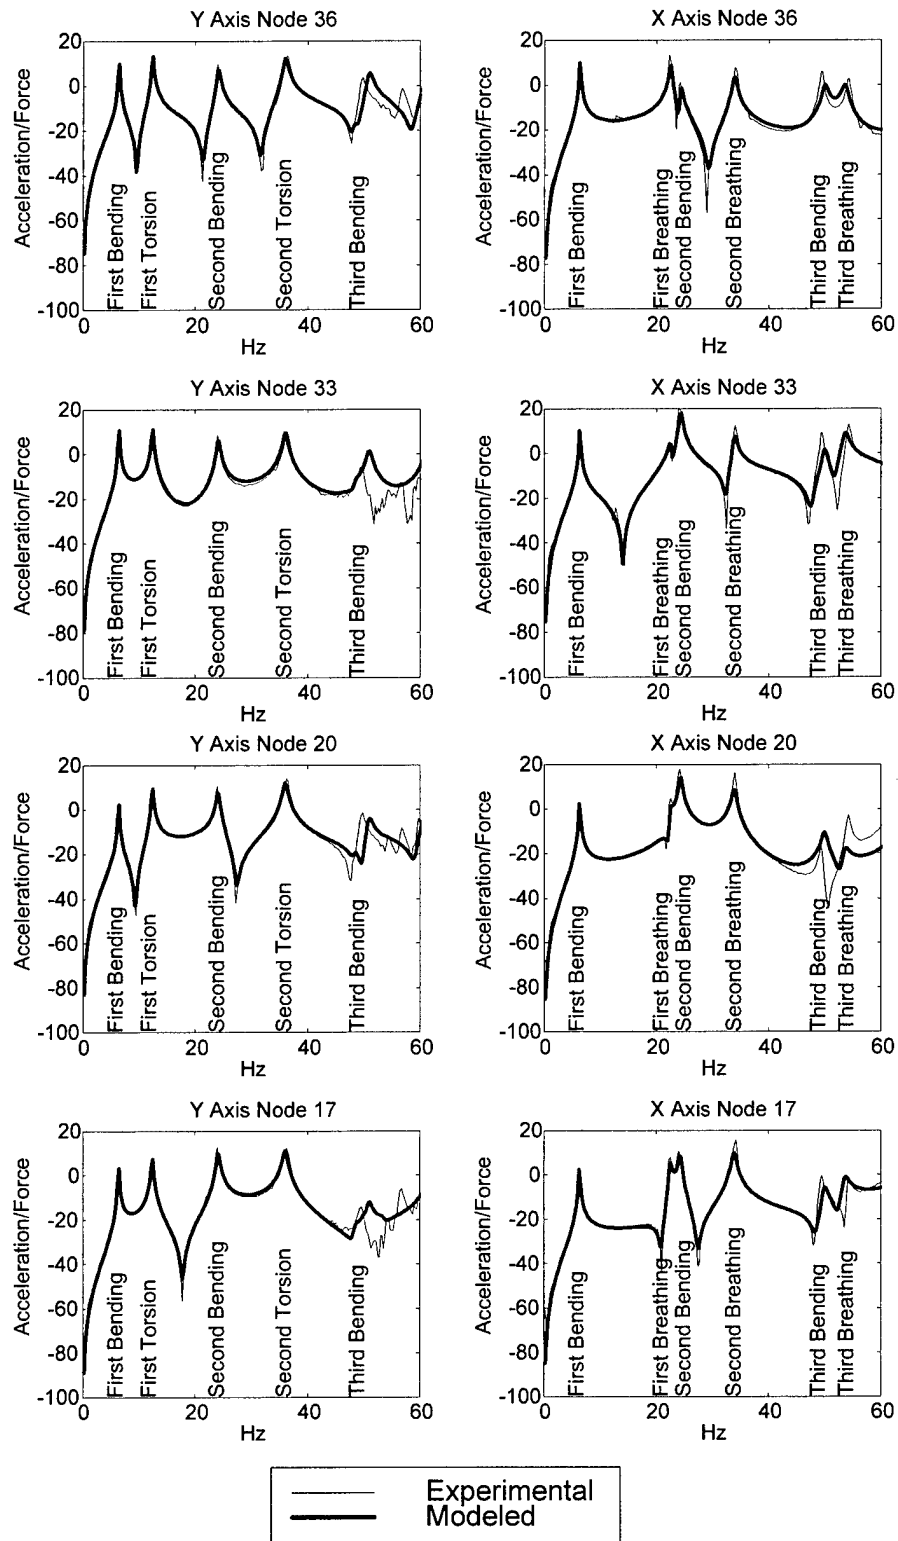 Y Axis Node 36
Acceleration/Force
20
0
-20
-40
-60
-80
-100
First Bending
First Torsion
Second Bending
Second Torsion
Third Bending
0 20 40 60
Hz
X Axis Node 36
Acceleration/Force
20
0
-20
-40
-60
-80
-100
First Bending
First Breathing
Second Bending
Second Breathing
Third Bending
Third Breathing
0 20 40 60
Hz
Y Axis Node 33
Acceleration/Force
20
0
-20
-40
-60
-80
-100
First Bending
First Torsion
Second Bending
Second Torsion
Third Bending
0 20 40 60
Hz
X Axis Node 33
Acceleration/Force
20
0
-20
-40
-60
-80
-100
First Bending
First Breathing
Second Bending
Second Breathing
Third Bending
Third Breathing
0 20 40 60
Hz
Y Axis Node 20
Acceleration/Force
20
0
-20
-40
-60
-80
-100
First Bending
First Torsion
Second Bending
Second Torsion
Third Bending
0 20 40 60
Hz
X Axis Node 20
Acceleration/Force
20
0
-20
-40
-60
-80
-100
First Bending
First Breathing
Second Bending
Second Breathing
Third Bending
Third Breathing
0 20 40 60
Hz
Y Axis Node 17
Acceleration/Force
20
0
-20
-40
-60
-80
-100
First Bending
First Torsion
Second Bending
Second Torsion
Third Bending
0 20 40 60
Hz
X Axis Node 17
Acceleration/Force
20
0
-20
-40
-60
-80
-100
First Bending
First Breathing
Second Bending
Second Breathing
Third Bending
Third Breathing
0 20 40 60
Hz
Experimental
Modeled